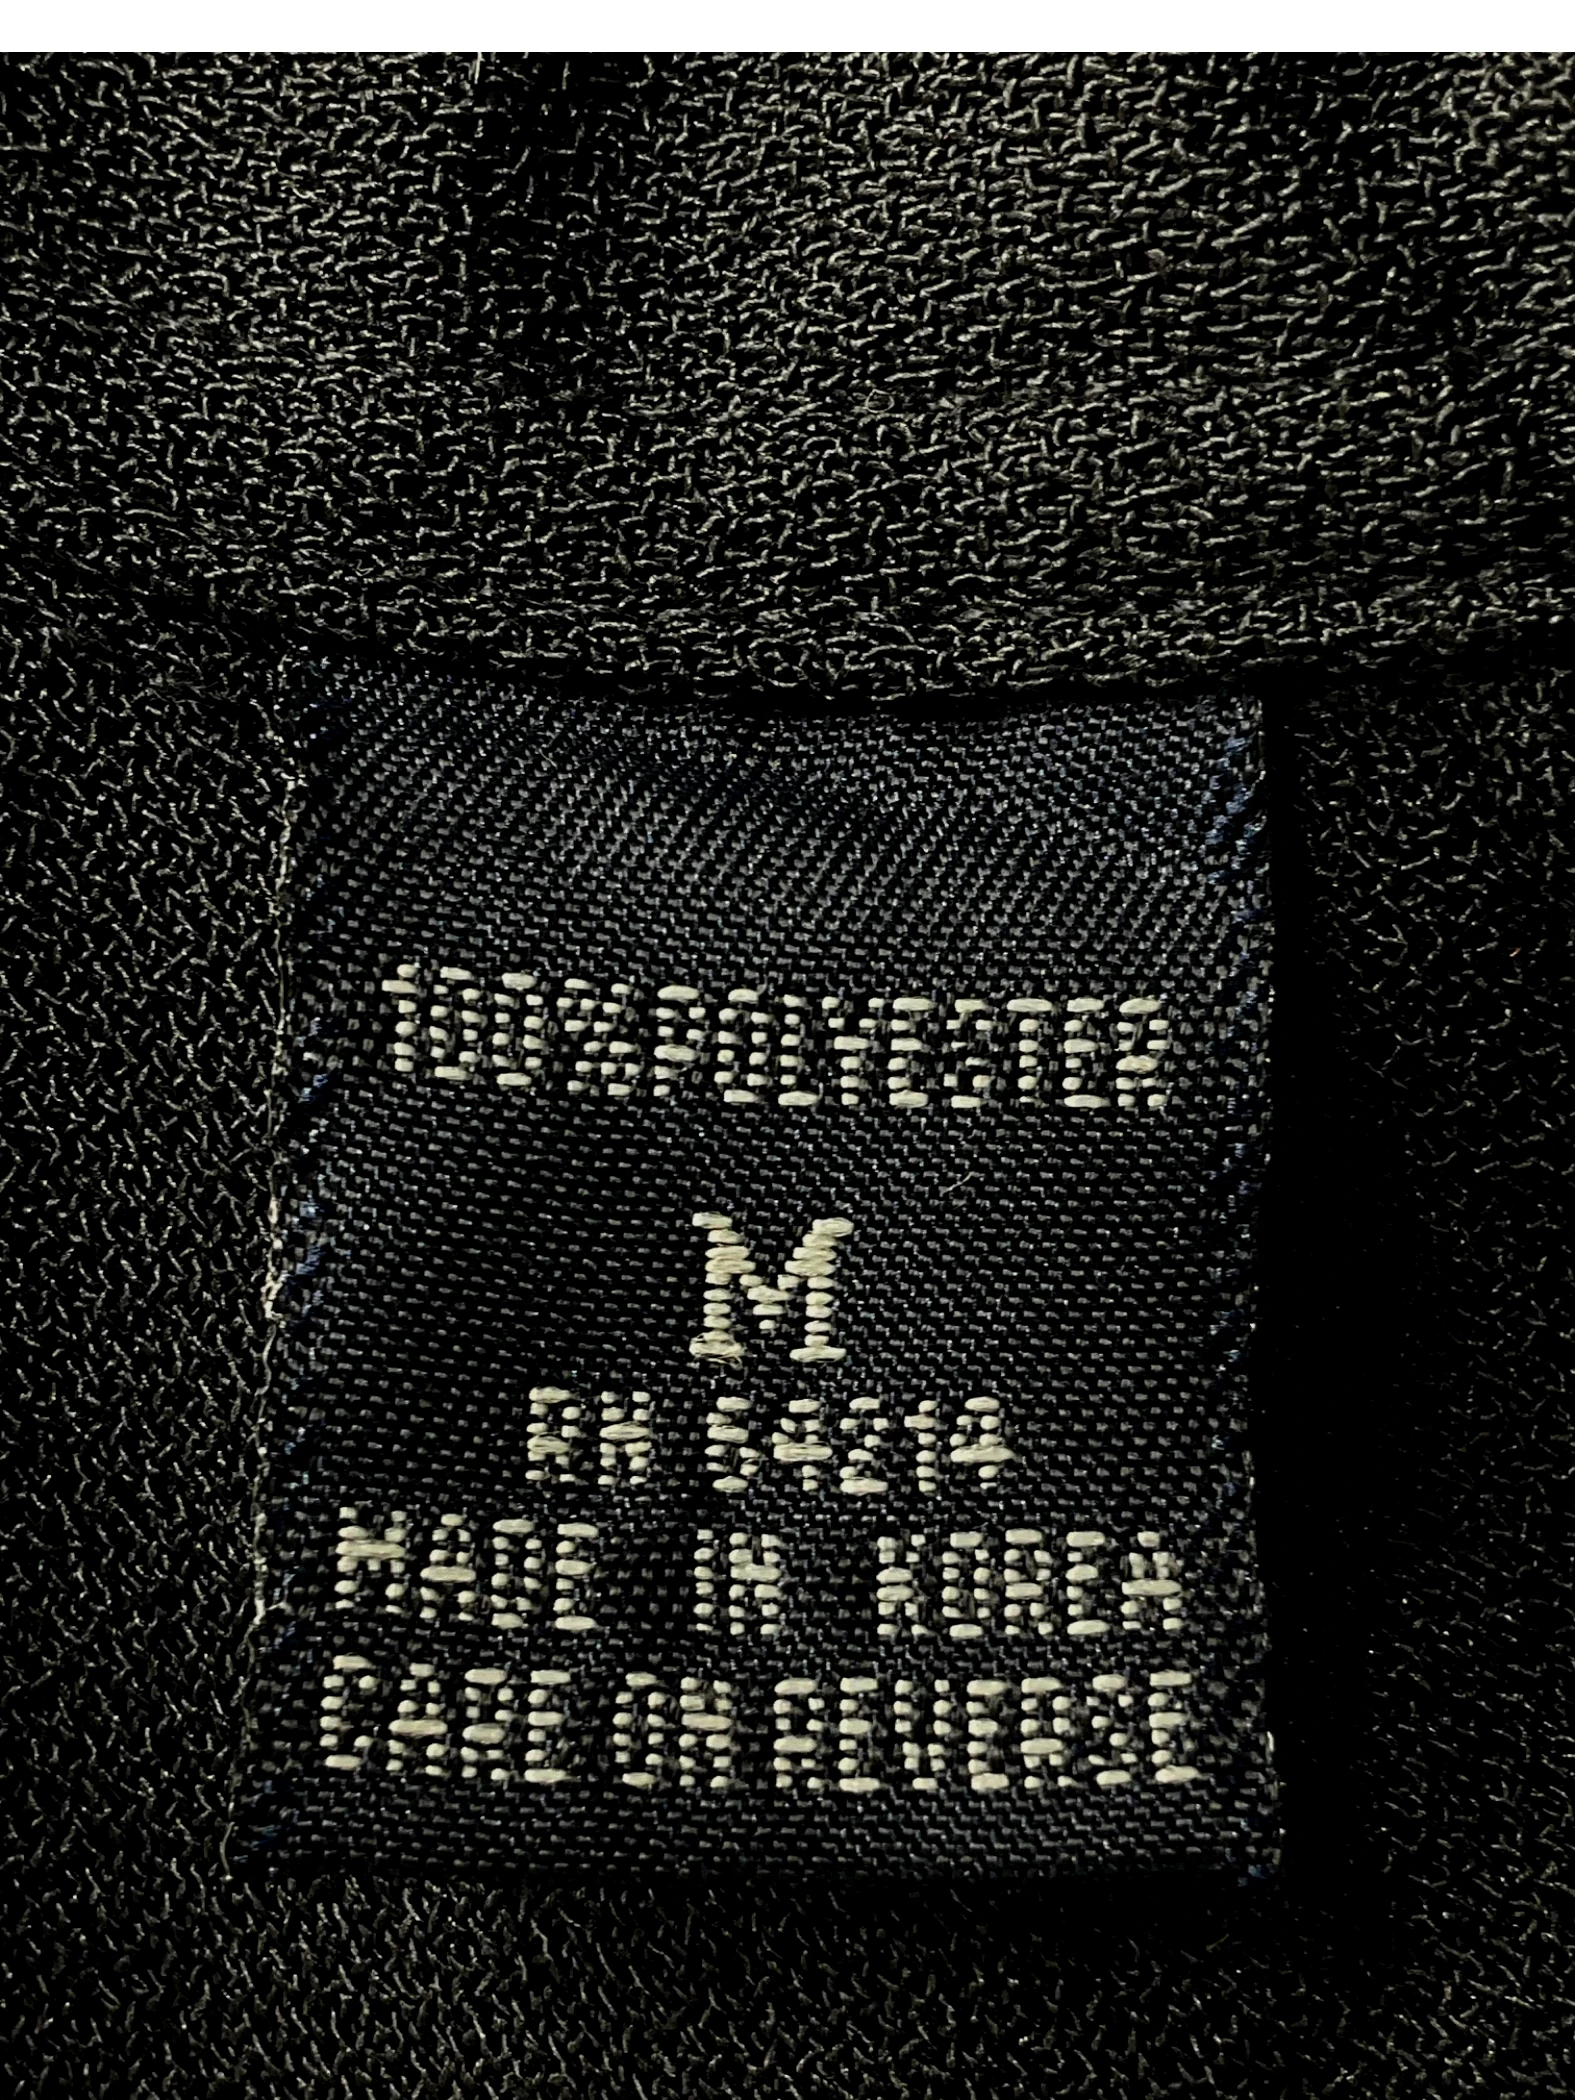 100%POLYESTER
M
RN 54214
MADE IN KOREA
CARE ON REVERSE